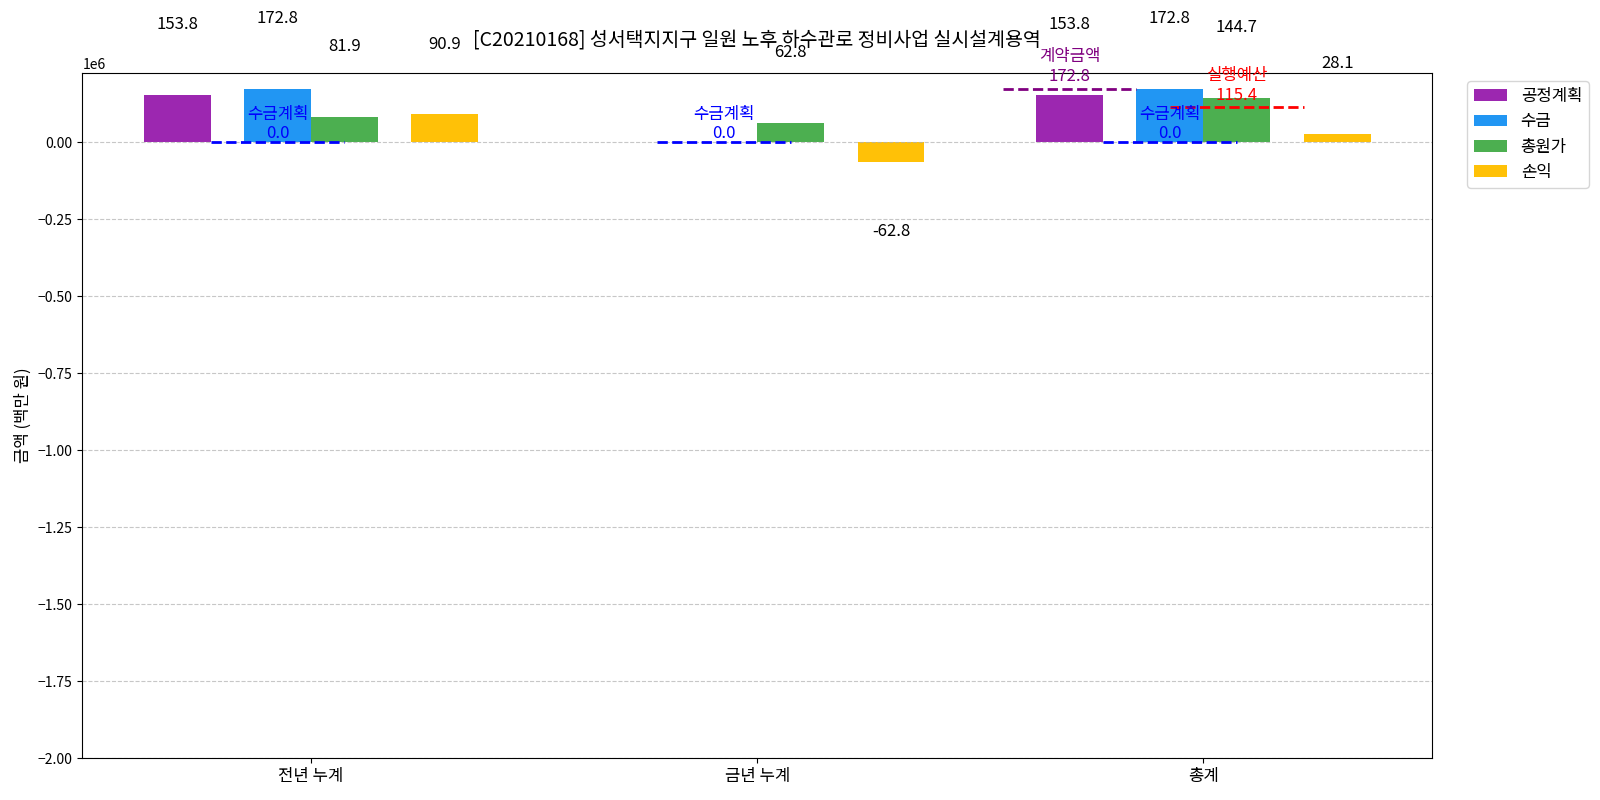 153.8
172.8
81.9
90.9
62.8
153.8
172.8
144.7
28.1
[C20210168] 성서택지지구 일원 노후 하수관로 정비사업 실시설계용역
1e6
계약금액
172.8
실행예산
115.4
수금계획
0.0
수금계획
0.0
수금계획
0.0
-62.8
공정계획
수금
총원가
손익
0.00
−0.25
−0.50
−0.75
−1.00
−1.25
−1.50
−1.75
−2.00
금액 (백만 원)
전년 누계
금년 누계
총계